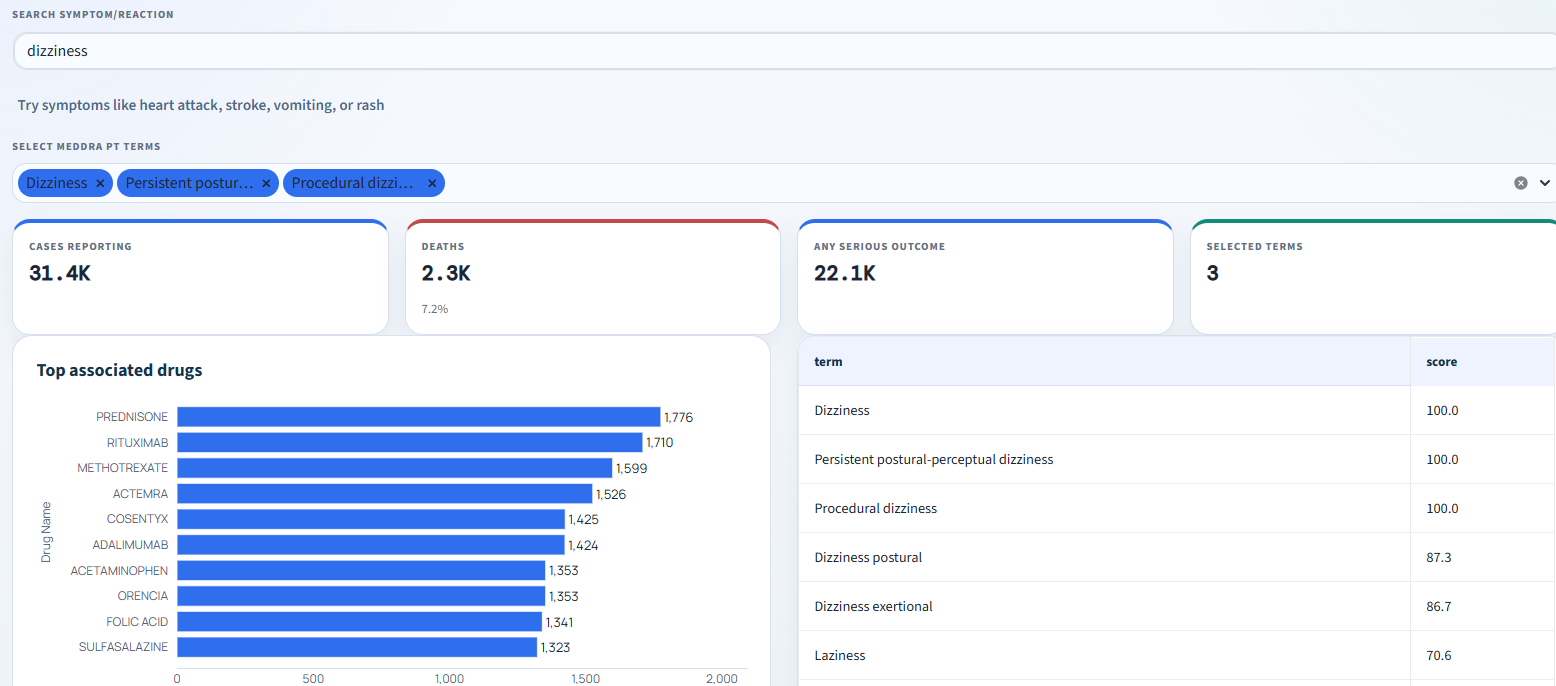 SEARCH SYMPTOM/REACTION
dizziness
Try symptoms like heart attack, stroke, vomiting, or rash
SELECT MEDDRA PT TERMS
Dizziness × Persistent postur... × Procedural dizzi... ×
CASES REPORTING
31.4K
DEATHS
2.3K
7.2%
ANY SERIOUS OUTCOME
22.1K
SELECTED TERMS
3
Top associated drugs
Drug Name
PREDNISONE 1,776
RITUXIMAB 1,710
METHOTREXATE 1,599
ACTEMRA 1,526
COSENTYX 1,425
ADALIMUMAB 1,424
ACETAMINOPHEN 1,353
ORENCIA 1,353
FOLIC ACID 1,341
SULFASALAZINE 1,323
0 500 1,000 1,500 2,000
term score
Dizziness 100.0
Persistent postural-perceptual dizziness 100.0
Procedural dizziness 100.0
Dizziness postural 87.3
Dizziness exertional 86.7
Laziness 70.6